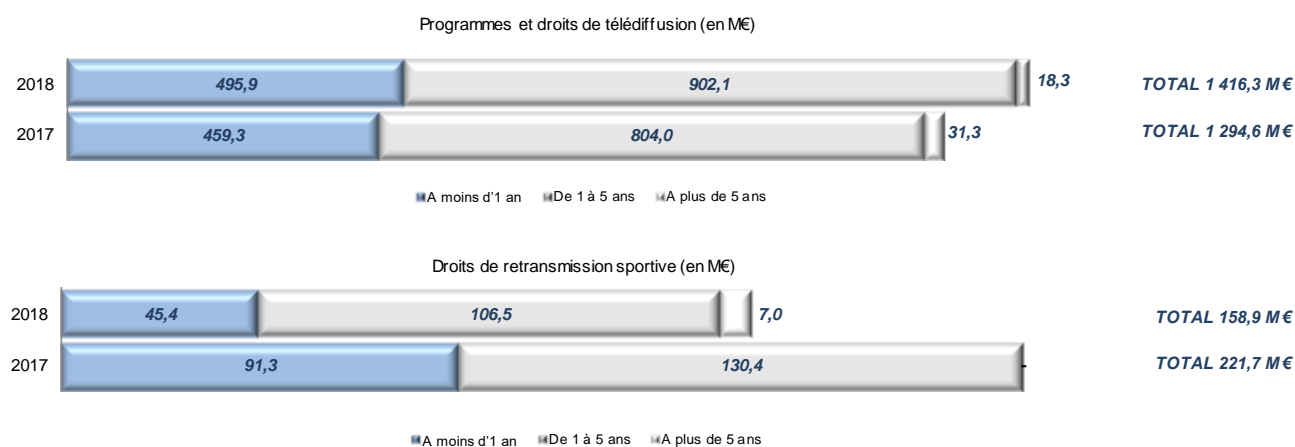 Programmes et droits de télédiffusion (en M€)
2018 495,9 902,1 18,3 TOTAL 1 416,3 M€
2017 459,3 804,0 31,3 TOTAL 1 294,6 M€
A moins d'1 an De 1 à 5 ans A plus de 5 ans
Droits de retransmission sportive (en M€)
2018 45,4 106,5 7,0 TOTAL 158,9 M€
2017 91,3 130,4 - TOTAL 221,7 M€
A moins d'1 an De 1 à 5 ans A plus de 5 ans